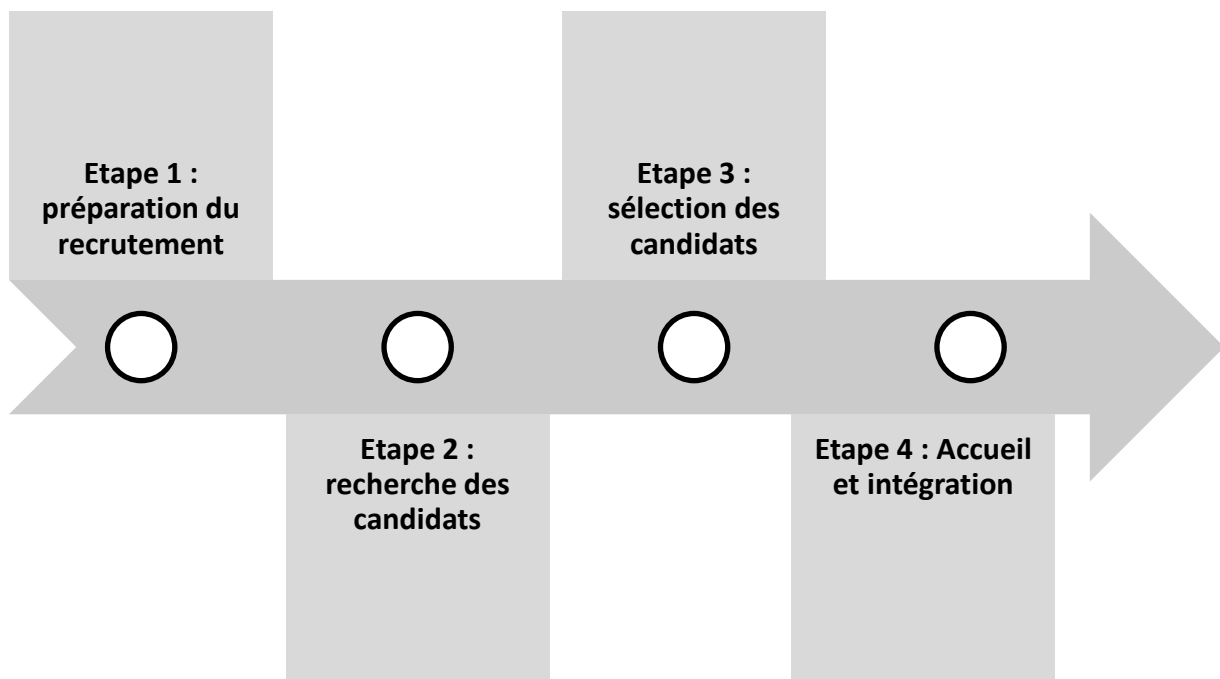 Etape 1 :
préparation du
recrutement
Etape 2 :
recherche des
candidats
Etape 3 :
sélection des
candidats
Etape 4 : Accueil
et intégration